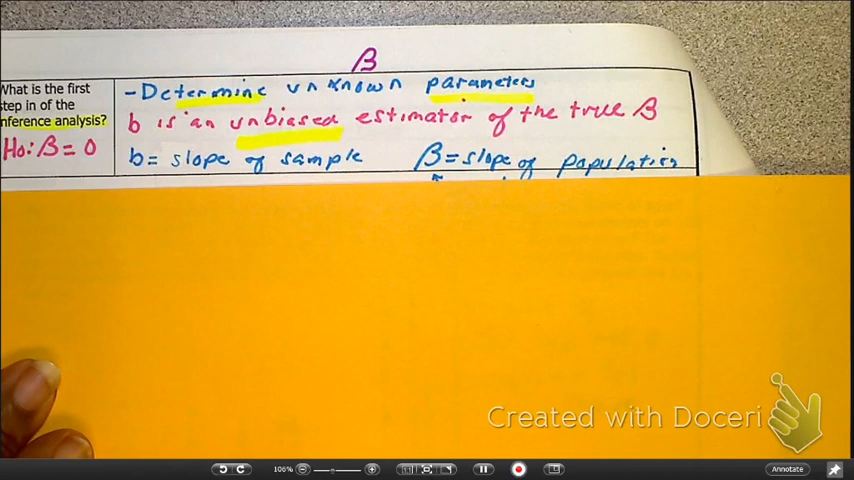 β
What is the first
step in of the
inference analysis?
Ho: β = 0
- Determine unknown parameters
b is an unbiased estimator of the true β
b = slope of sample β = slope of population
Created with Doceri
106%
Annotate